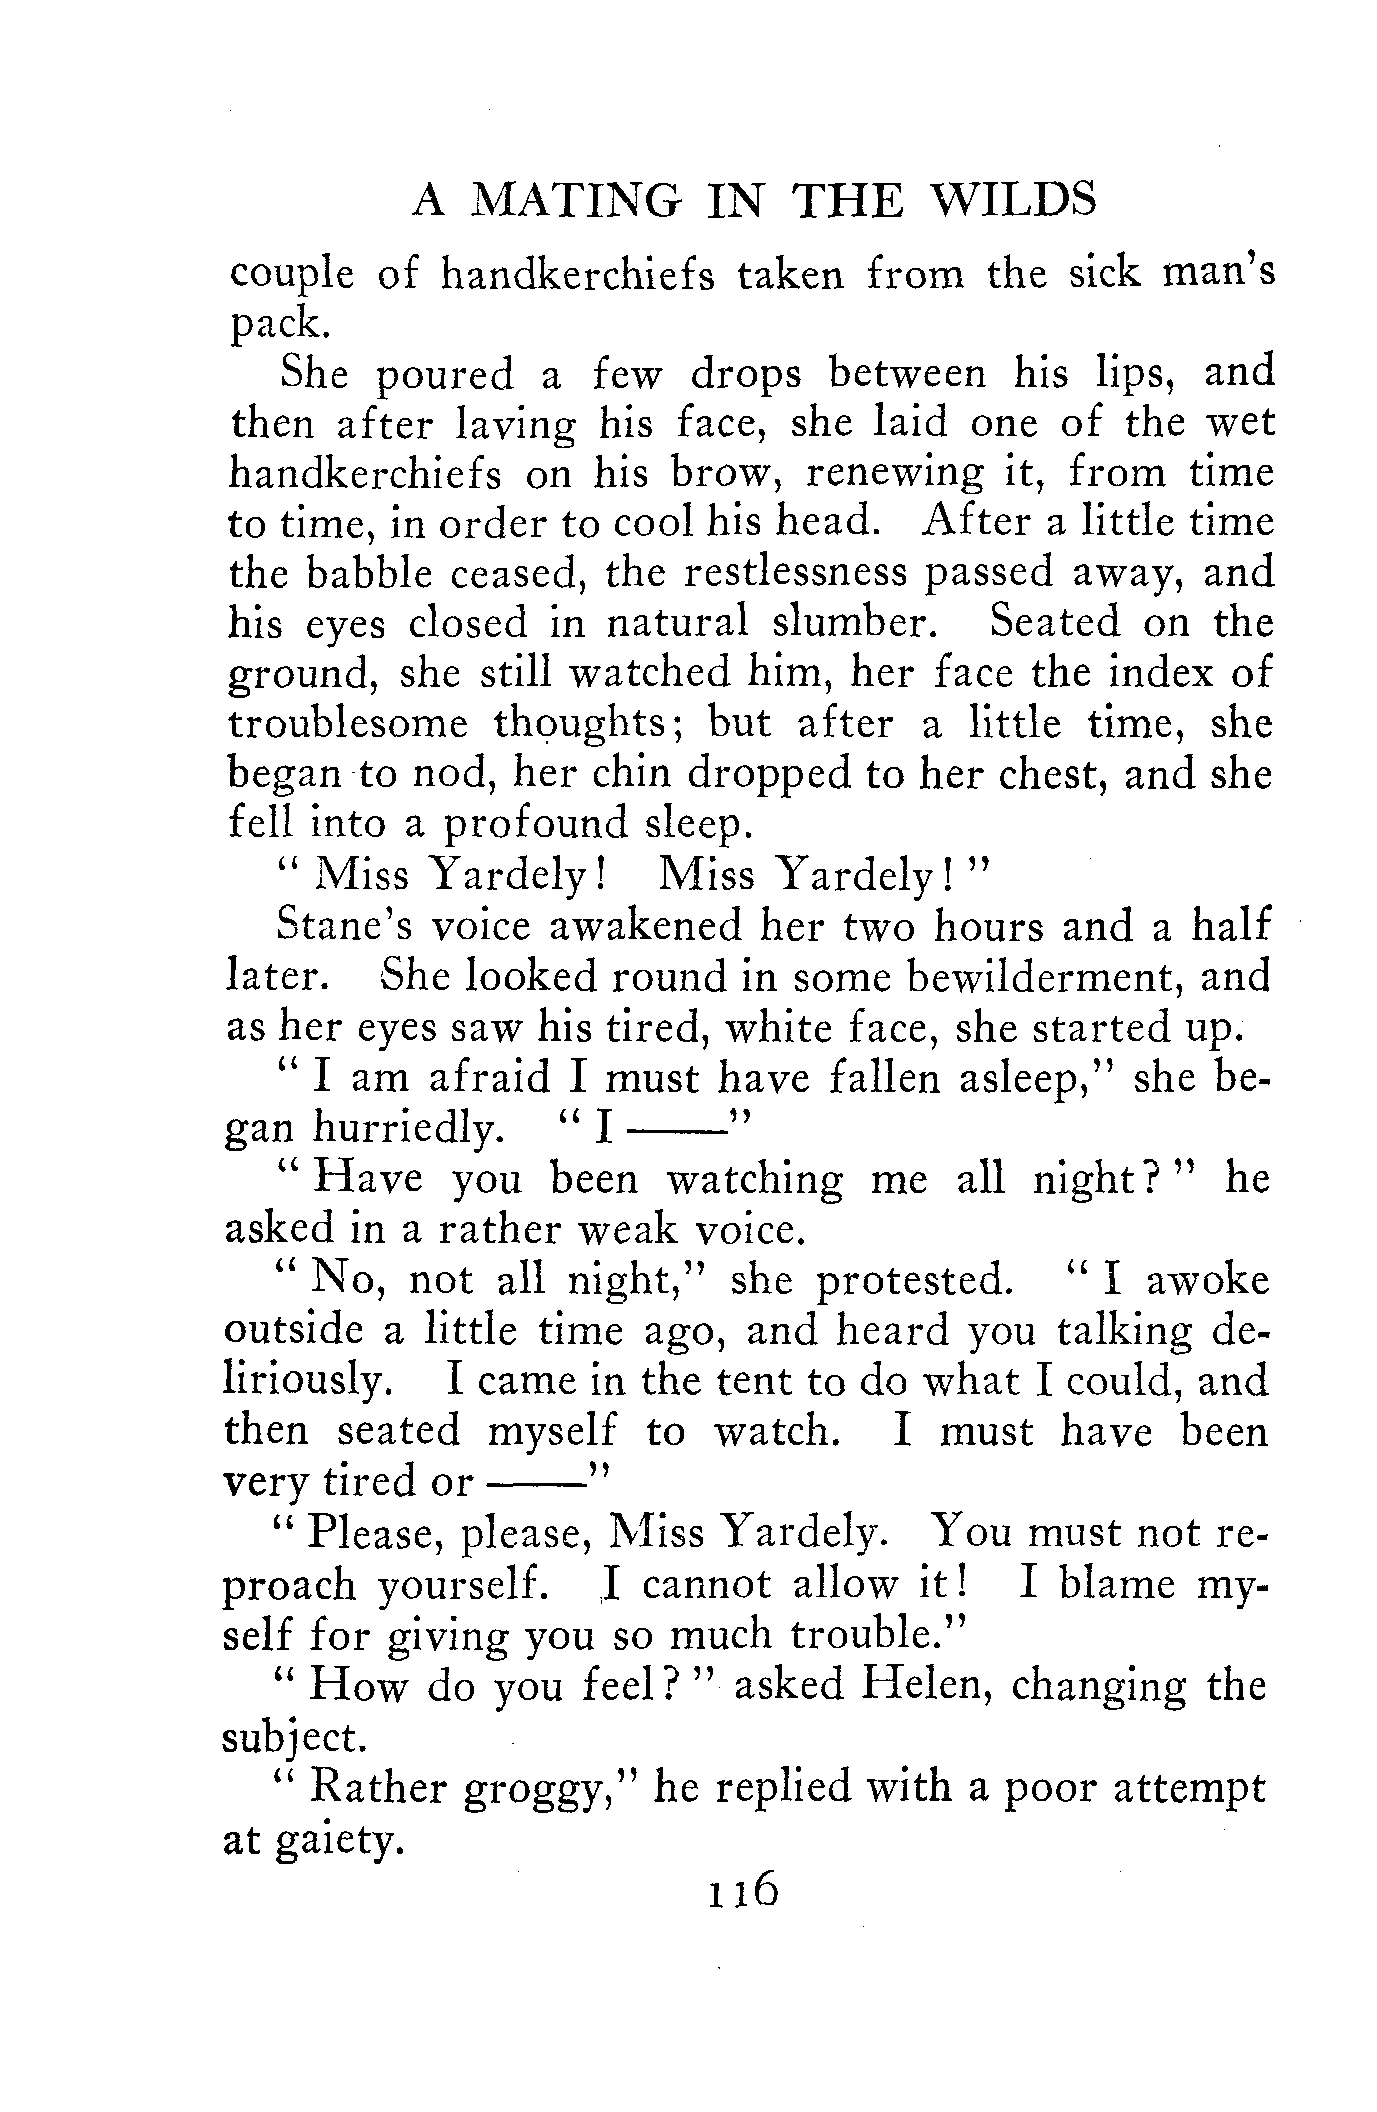 A MATING IN THE WILDS
couple of handkerchiefs taken from the sick man's
pack.
She poured a few drops between his lips, and
then after laving his face, she laid one of the wet
handkerchiefs on his brow, renewing it, from time
to time, in order to cool his head. After a little time
the babble ceased, the restlessness passed away, and
his eyes closed in natural slumber. Seated on the
ground, she still watched him, her face the index of
troublesome thoughts; but after a little time, she
began to nod, her chin dropped to her chest, and she
fell into a profound sleep.
" Miss Yardely! Miss Yardely! "
Stane's voice awakened her two hours and a half
later. She looked round in some bewilderment, and
as her eyes saw his tired, white face, she started up.
" I am afraid I must have fallen asleep," she be-
gan hurriedly. " I ——"
" Have you been watching me all night? " he
asked in a rather weak voice.
" No, not all night," she protested. " I awoke
outside a little time ago, and heard you talking de-
liriously. I came in the tent to do what I could, and
then seated myself to watch. I must have been
very tired or ——"
" Please, please, Miss Yardely. You must not re-
proach yourself. I cannot allow it! I blame my-
self for giving you so much trouble."
" How do you feel? " asked Helen, changing the
subject.
" Rather groggy," he replied with a poor attempt
at gaiety.
116